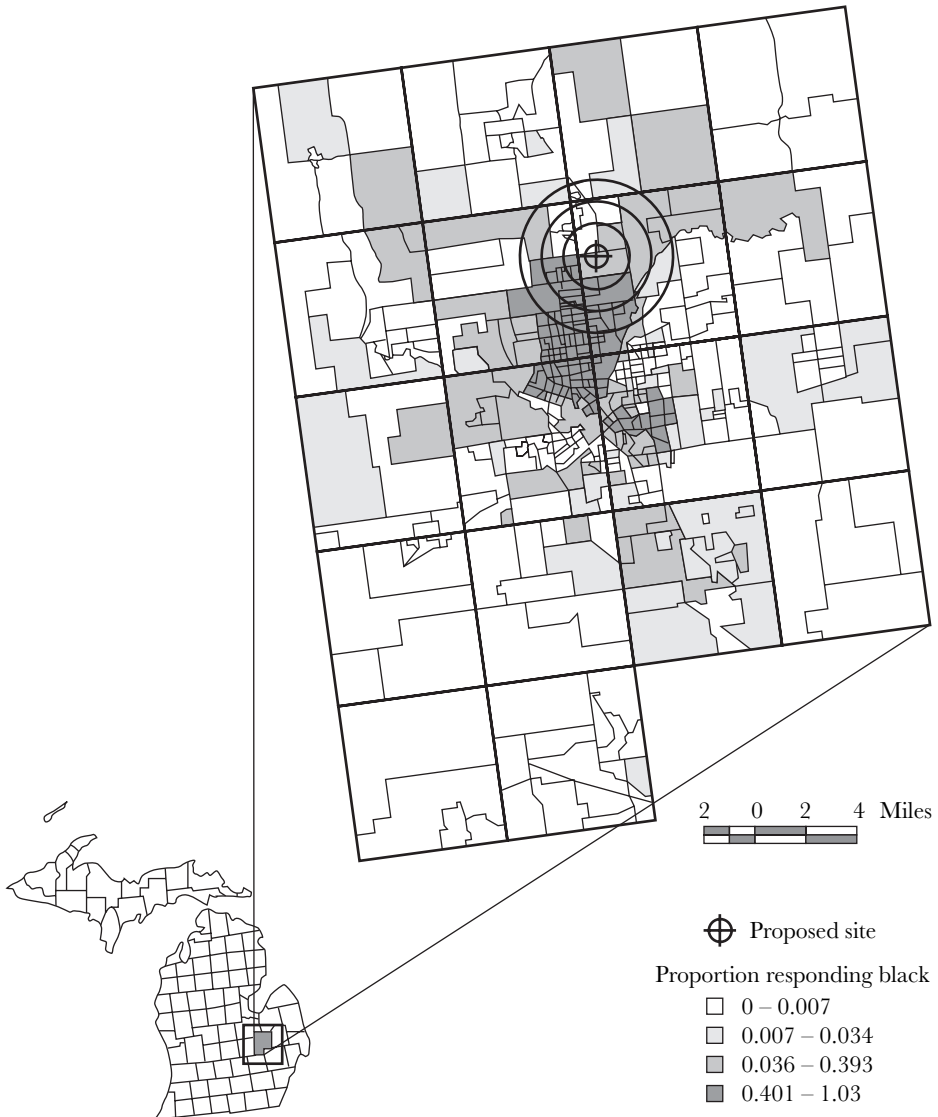 2 0 2 4 Miles
Proposed site
Proportion responding black
0 – 0.007
0.007 – 0.034
0.036 – 0.393
0.401 – 1.03